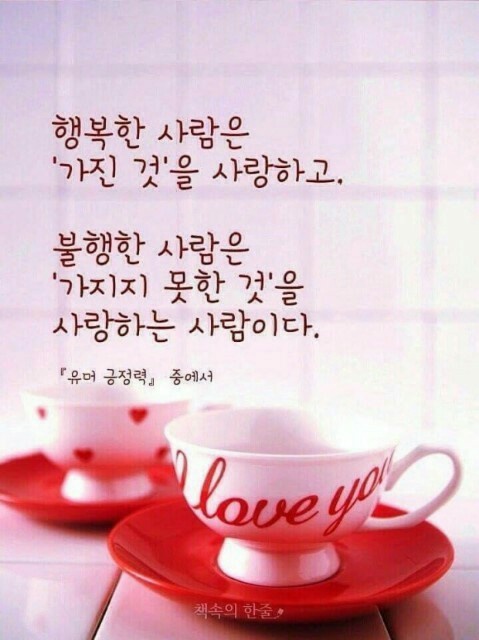 행복한 사람은
'가진 것'을 사랑하고.
불행한 사람은
'가지지 못한 것'을
사랑하는 사람이다.
『유머 긍정력』 중에서
I love you
책속의 한줄